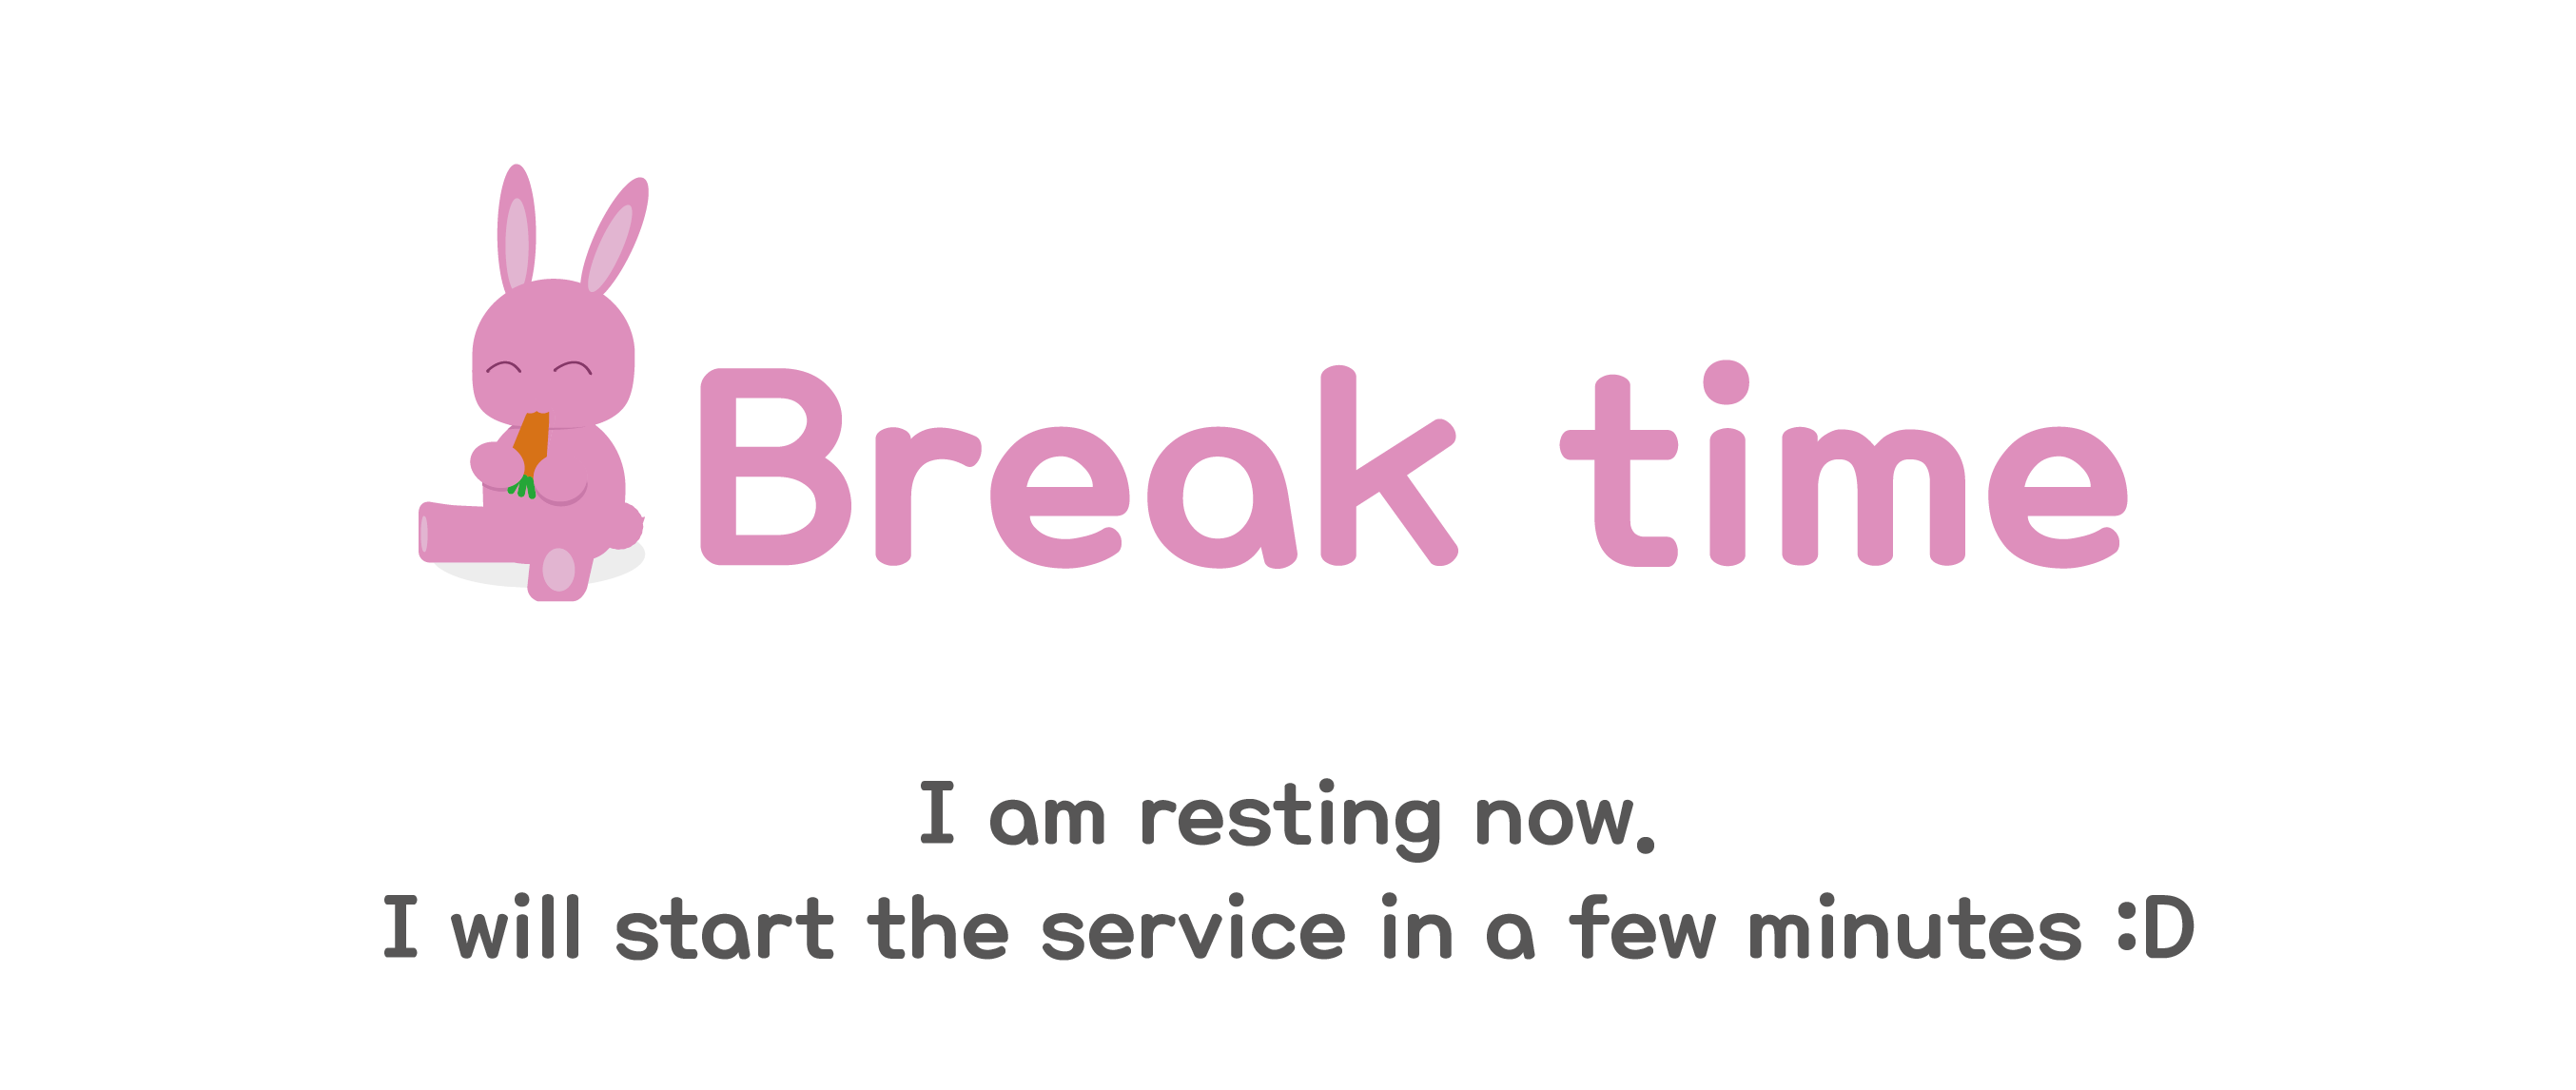 Break time
I am resting now.
I will start the service in a few minutes :D